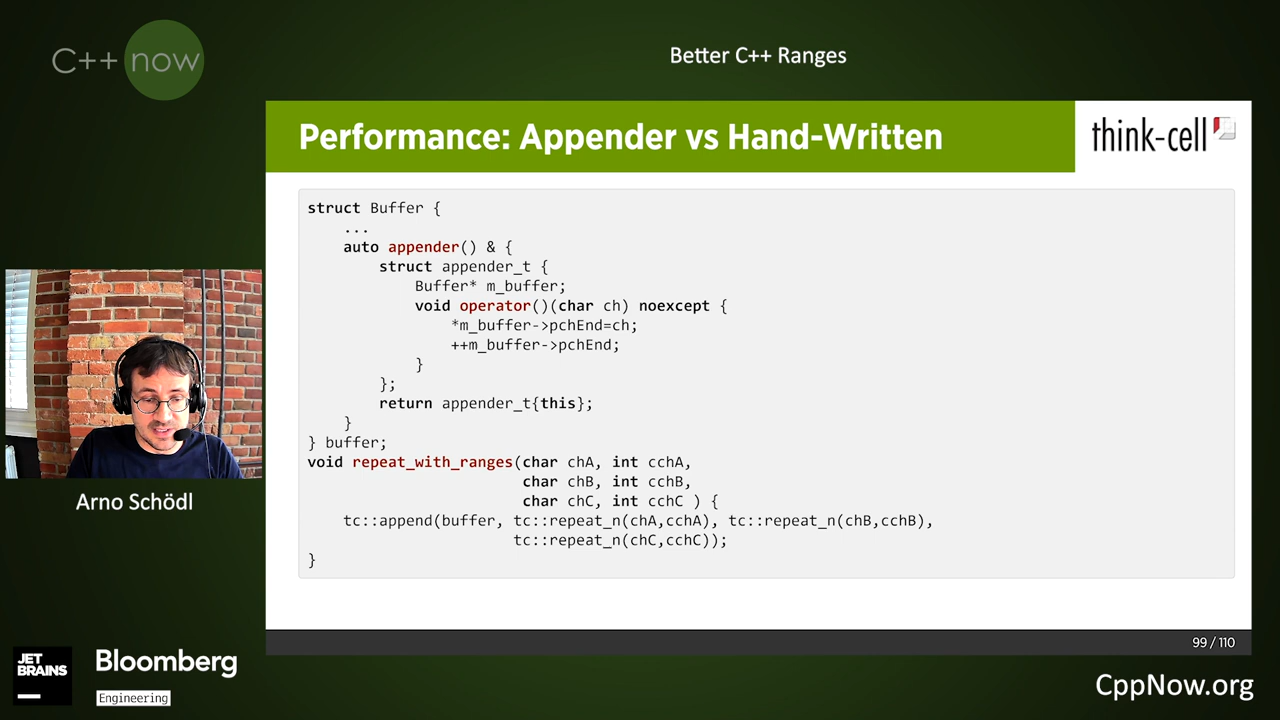 C++ now
Better C++ Ranges
Performance: Appender vs Hand-Written
think-cell
struct Buffer {
    ...
    auto appender() & {
        struct appender_t {
            Buffer* m_buffer;
            void operator()(char ch) noexcept {
                *m_buffer->pchEnd=ch;
                ++m_buffer->pchEnd;
            }
        };
        return appender_t{this};
    }
} buffer;
void repeat_with_ranges(char chA, int cchA,
                        char chB, int cchB,
                        char chC, int cchC ) {
    tc::append(buffer, tc::repeat_n(chA,cchA), tc::repeat_n(chB,cchB),
                       tc::repeat_n(chC,cchC));
}
99 / 110
Arno Schödl
JET
BRAINS
Bloomberg
Engineering
CppNow.org